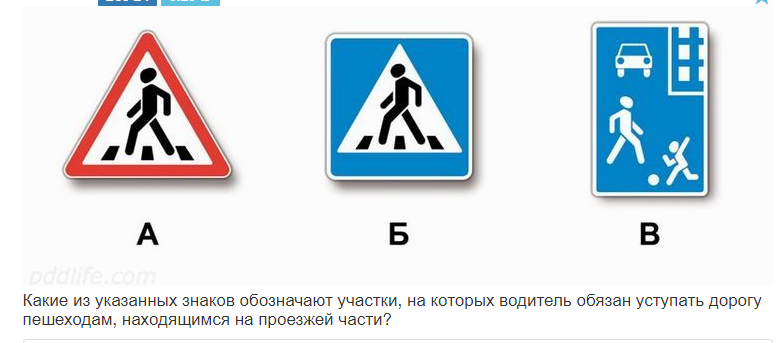 А
Б
В
pddlife.com
Какие из указанных знаков обозначают участки, на которых водитель обязан уступать дорогу
пешеходам, находящимся на проезжей части?